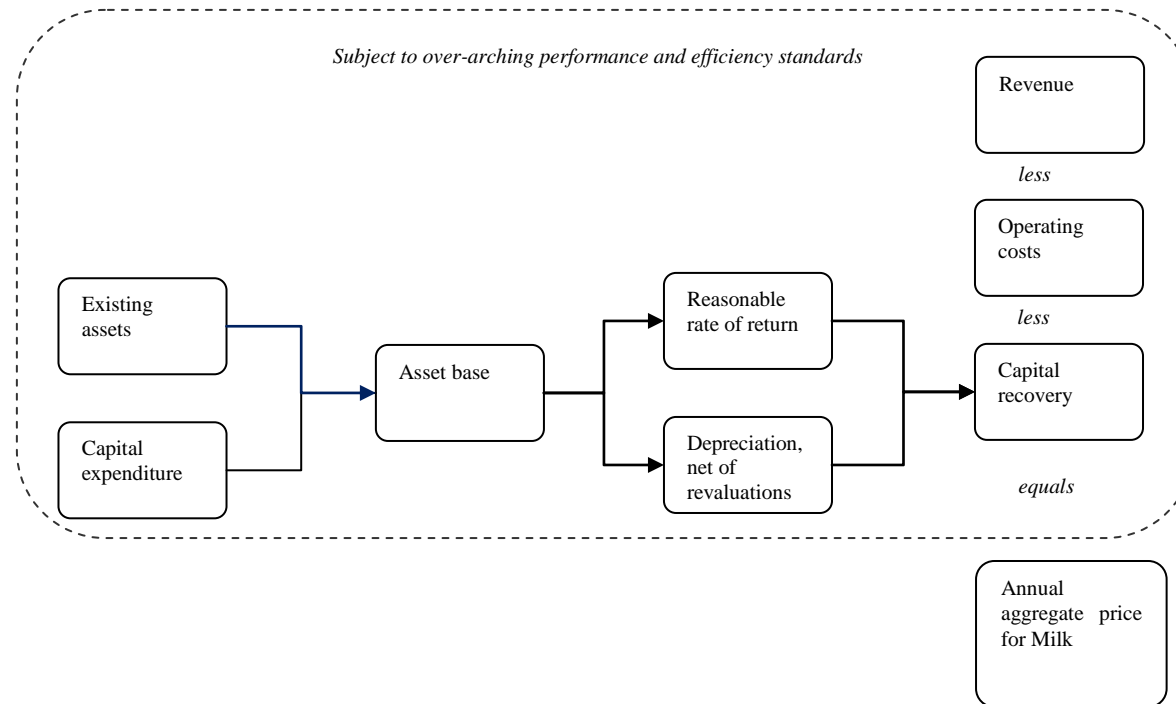 Subject to over-arching performance and efficiency standards
Revenue
less
Operating
costs
less
Existing
assets
Reasonable
rate of return
Asset base
Capital
recovery
Capital
expenditure
Depreciation,
net of
revaluations
equals
Annual
aggregate price
for Milk